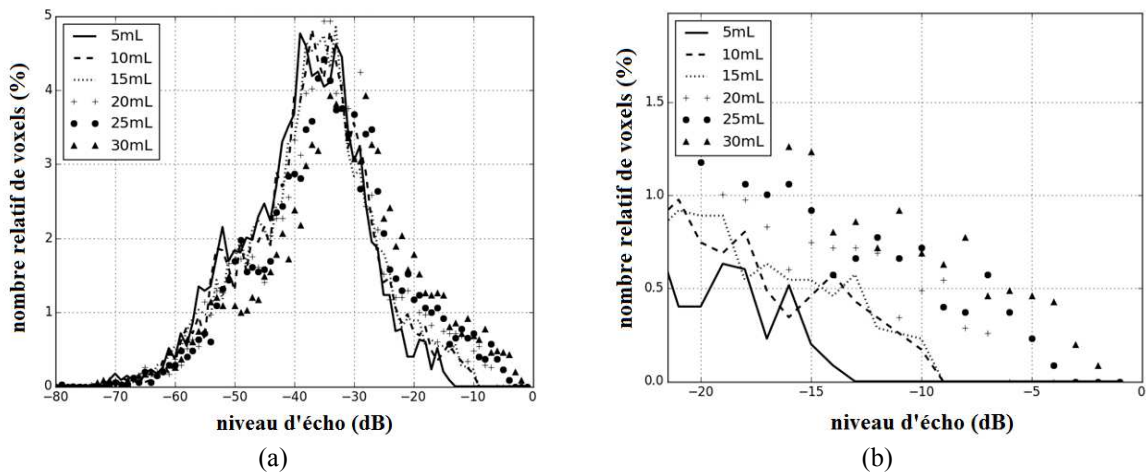 5mL
10mL
15mL
20mL
25mL
30mL
nombre relatif de voxels (%)
5
4
3
2
1
0
−80 −70 −60 −50 −40 −30 −20 −10 0
niveau d'écho (dB)
(a)
5mL
10mL
15mL
20mL
25mL
30mL
nombre relatif de voxels (%)
1.5
1.0
0.5
0.0
−20 −15 −10 −5 0
niveau d'écho (dB)
(b)